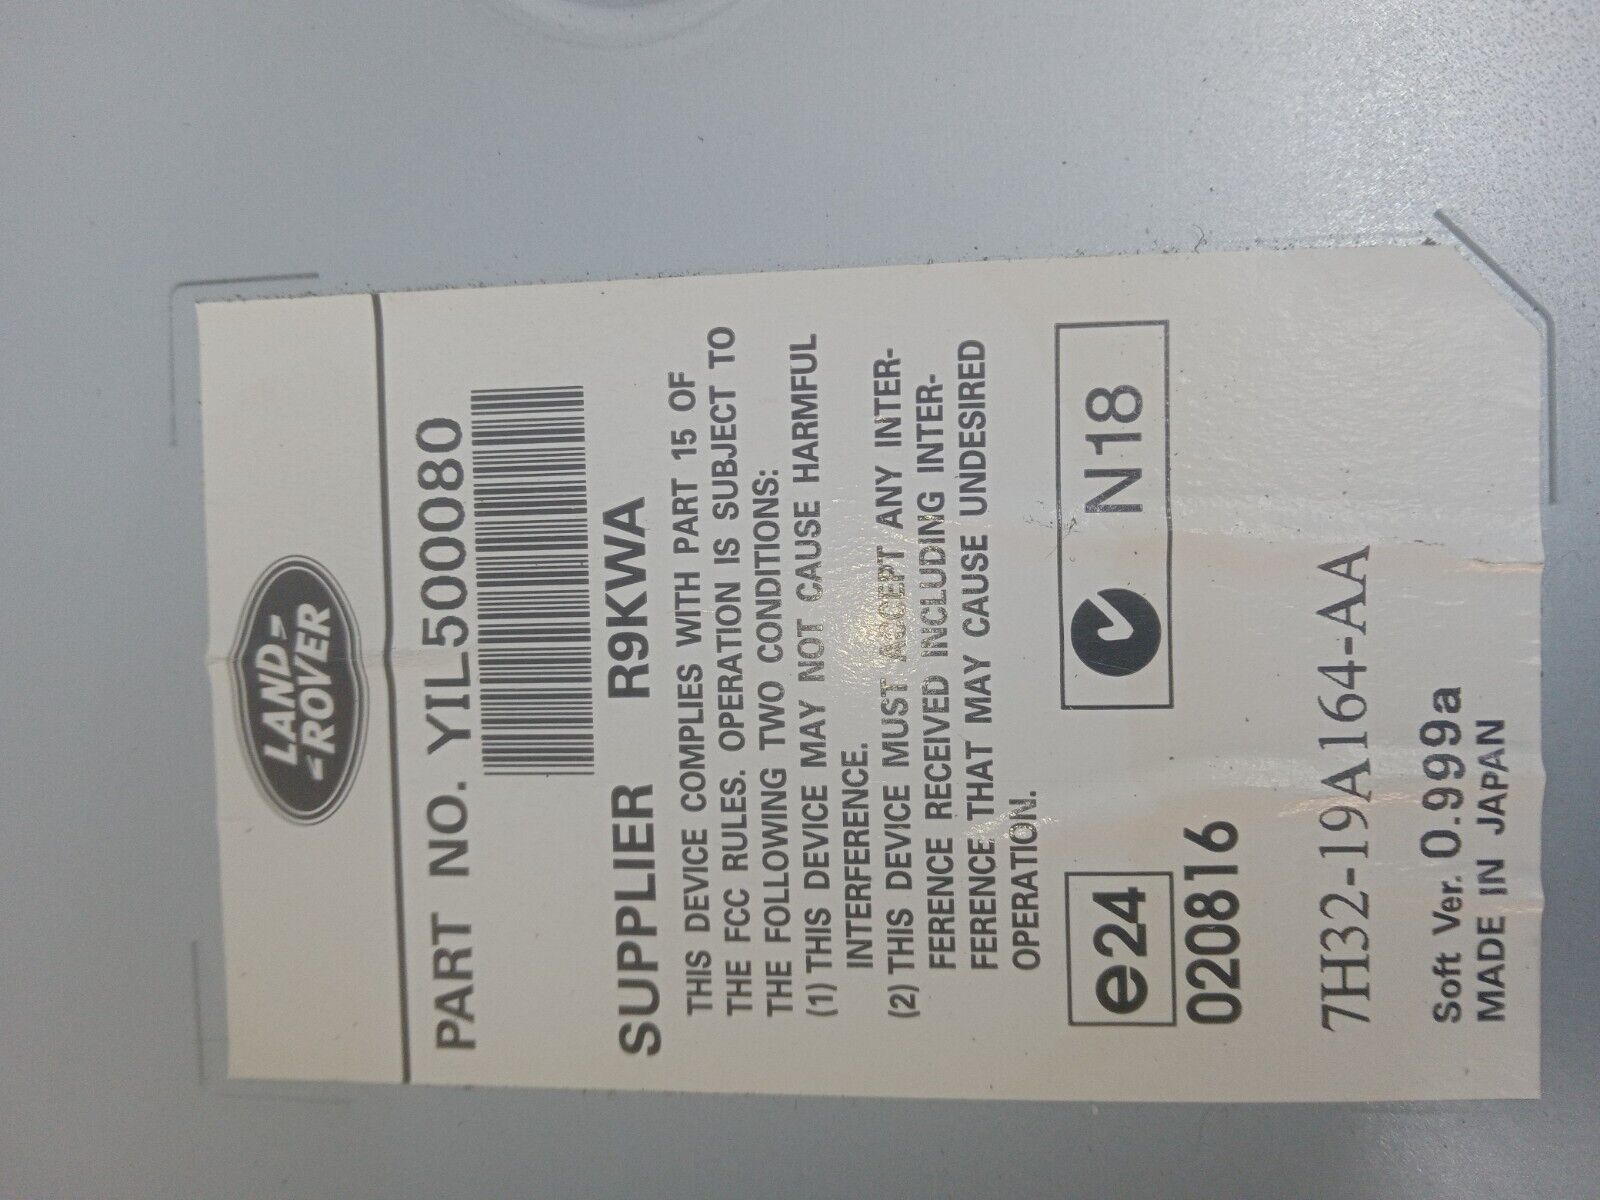 LAND
ROVER
PART NO. YIL500080
SUPPLIER R9KWA
THIS DEVICE COMPLIES WITH PART 15 OF
THE FCC RULES. OPERATION IS SUBJECT TO
THE FOLLOWING TWO CONDITIONS:
(1) THIS DEVICE MAY NOT CAUSE HARMFUL
INTERFERENCE.
(2) THIS DEVICE MUST ACCEPT ANY INTER-
FERENCE RECEIVED INCLUDING INTER-
FERENCE THAT MAY CAUSE UNDESIRED
OPERATION.
e24 N18
020816
7H32-19A164-AA
Soft Ver. 0.999a
MADE IN JAPAN